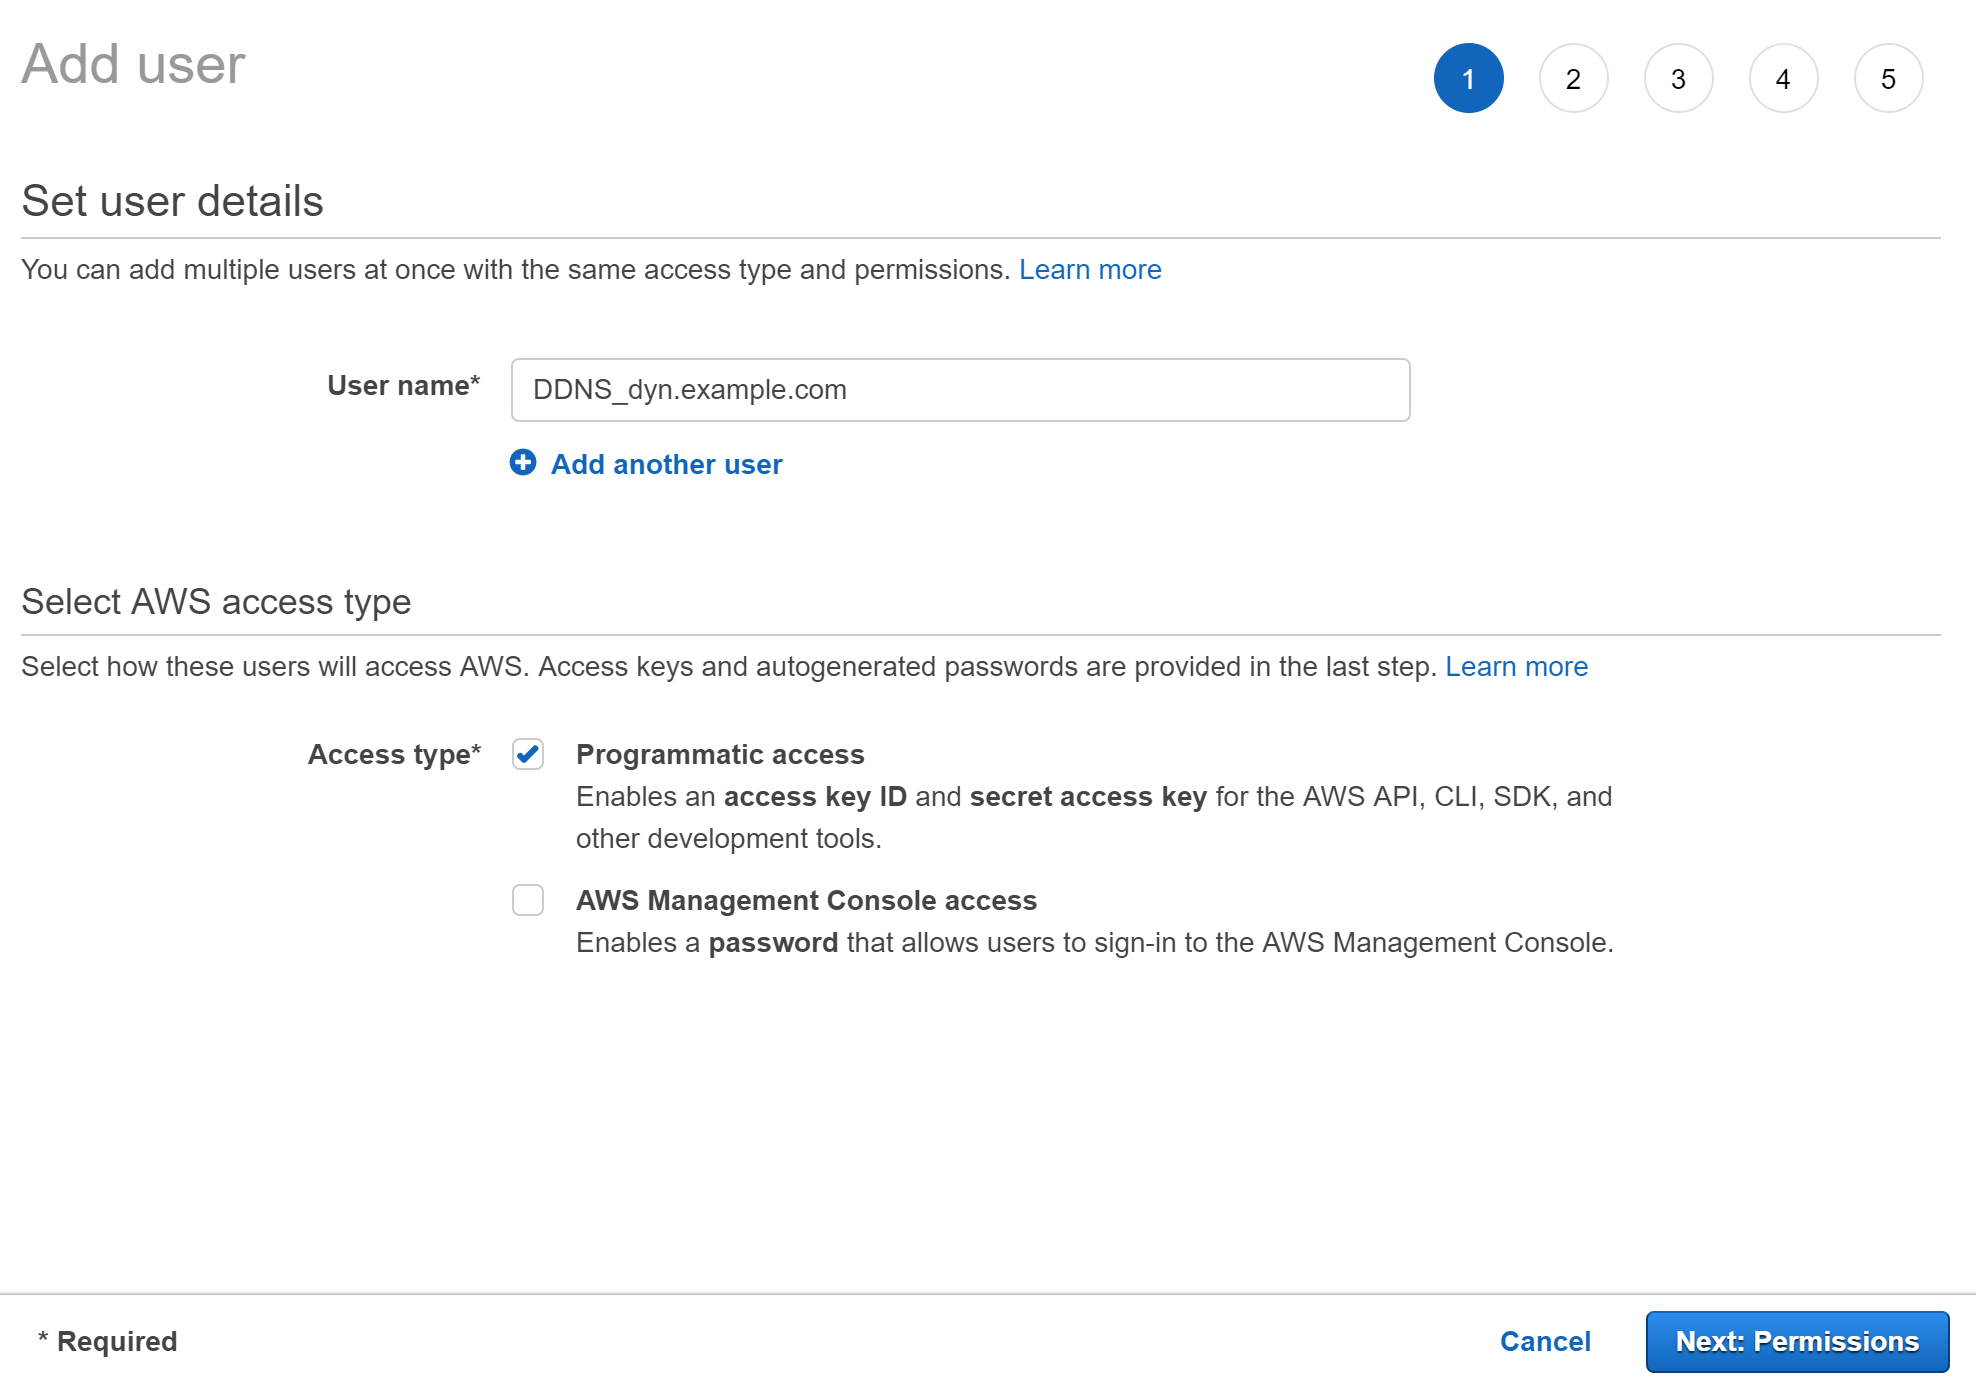 Add user
1 2 3 4 5
Set user details
You can add multiple users at once with the same access type and permissions. Learn more
User name* DDNS_dyn.example.com
Add another user
Select AWS access type
Select how these users will access AWS. Access keys and autogenerated passwords are provided in the last step. Learn more
Access type* Programmatic access
Enables an access key ID and secret access key for the AWS API, CLI, SDK, and
other development tools.
AWS Management Console access
Enables a password that allows users to sign-in to the AWS Management Console.
* Required Cancel Next: Permissions